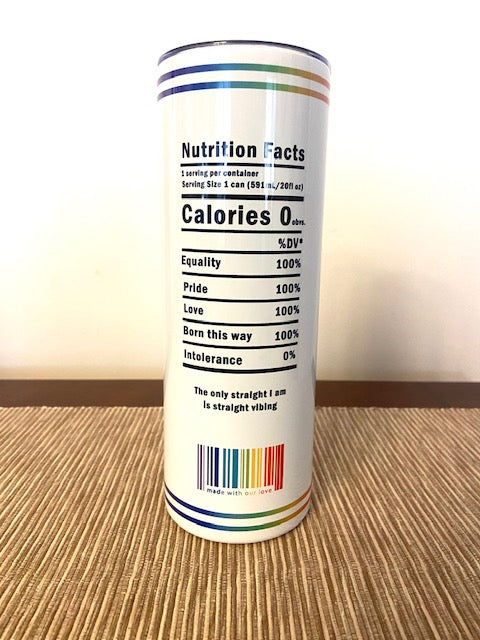 Nutrition Facts
1 serving per container
Serving Size 1 can (591mL/20fl oz)
Calories 0 obvs.
%DV*
Equality 100%
Pride 100%
Love 100%
Born this way 100%
Intolerance 0%
The only straight I am
is straight vibing
made with our love